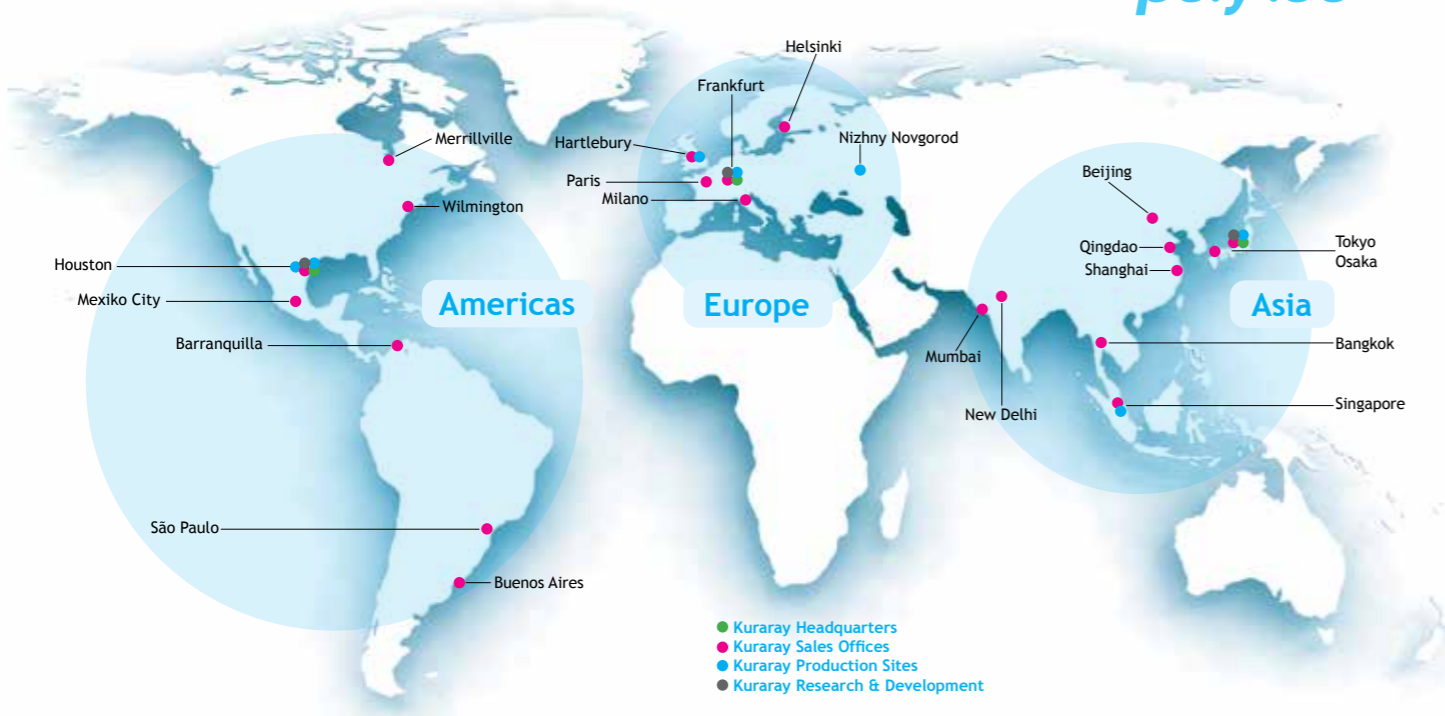 Helsinki
Frankfurt
Merrillville
Hartlebury
Nizhny Novgorod
Paris
Beijing
Milano
Wilmington
Qingdao
Tokyo
Osaka
Houston
Shanghai
Mexiko City
Americas
Europe
Asia
Barranquilla
Mumbai
Bangkok
New Delhi
Singapore
São Paulo
Buenos Aires
Kuraray Headquarters
Kuraray Sales Offices
Kuraray Production Sites
Kuraray Research & Development